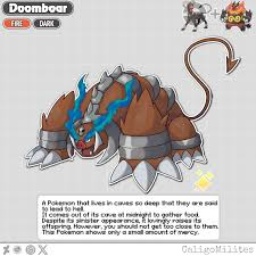 Doomboar
FIRE DARK
A Pokemon that lives in caves so deep that they are said
to lead to hell.
It comes out of its cave at midnight to gather food.
Despite its sinister appearance, it lovingly raises its
offspring. However, you should not get too close to them.
This Pokemon shows only a small amount of mercy.
CaligoMilites